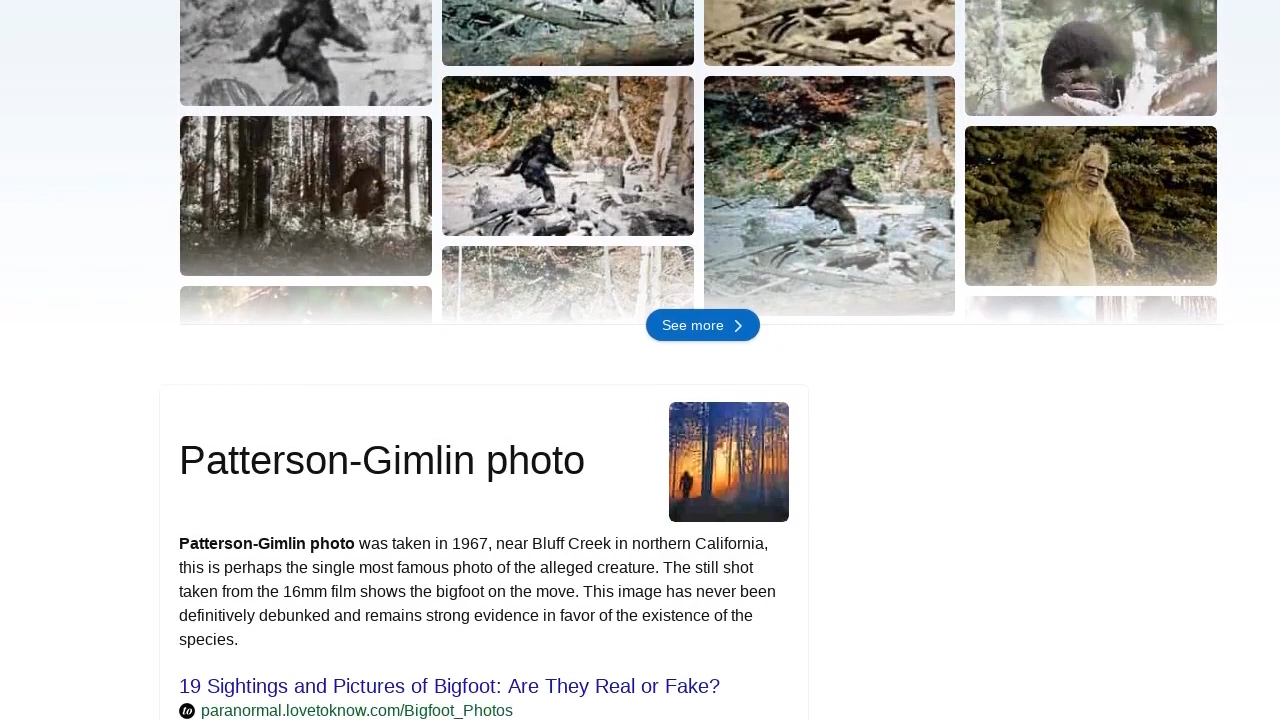 See more
Patterson-Gimlin photo
Patterson-Gimlin photo was taken in 1967, near Bluff Creek in northern California,
this is perhaps the single most famous photo of the alleged creature. The still shot
taken from the 16mm film shows the bigfoot on the move. This image has never been
definitively debunked and remains strong evidence in favor of the existence of the
species.
19 Sightings and Pictures of Bigfoot: Are They Real or Fake?
to paranormal.lovetoknow.com/Bigfoot_Photos